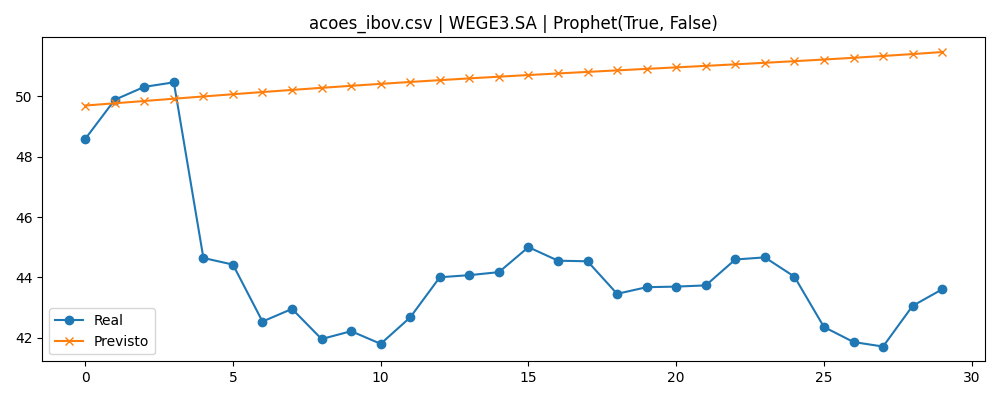 acoes_ibov.csv | WEGE3.SA | Prophet(True, False)
50
48
46
44
42
Real
Previsto
0 5 10 15 20 25 30